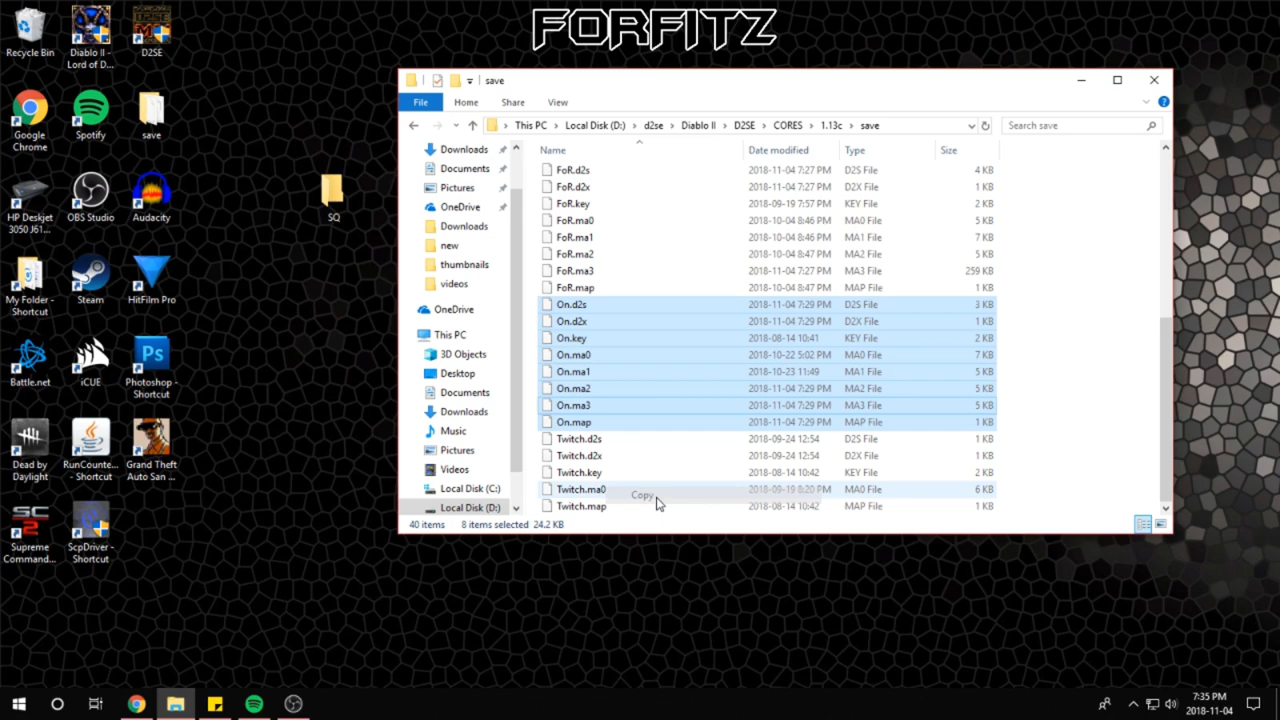 FORFITZ
Recycle Bin
Diablo II -
Lord of D...
D2SE
Google
Chrome
Spotify
save
HP Deskjet
3050 J61...
OBS Studio
Audacity
SQ
My Folder -
Shortcut
Steam
HitFilm Pro
Battle.net
iCUE
Photoshop -
Shortcut
Dead by
Daylight
RunCounte...
- Shortcut
Grand Theft
Auto San ...
Supreme
Command...
ScpDriver -
Shortcut
save
File Home Share View
This PC > Local Disk (D:) > d2se > Diablo II > D2SE > CORES > 1.13c > save
Search save
Name Date modified Type Size
Downloads
Documents
Pictures
OneDrive
Downloads
new
thumbnails
videos
OneDrive
This PC
3D Objects
Desktop
Documents
Downloads
Music
Pictures
Videos
Local Disk (C:)
Local Disk (D:)
FoR.d2s 2018-11-04 7:27 PM D2S File 4 KB
FoR.d2x 2018-11-04 7:27 PM D2X File 1 KB
FoR.key 2018-09-19 7:57 PM KEY File 2 KB
FoR.ma0 2018-10-04 8:46 PM MA0 File 5 KB
FoR.ma1 2018-10-04 8:46 PM MA1 File 7 KB
FoR.ma2 2018-10-04 8:47 PM MA2 File 5 KB
FoR.ma3 2018-11-04 7:27 PM MA3 File 259 KB
FoR.map 2018-10-04 8:47 PM MAP File 1 KB
On.d2s 2018-11-04 7:29 PM D2S File 3 KB
On.d2x 2018-11-04 7:29 PM D2X File 1 KB
On.key 2018-08-14 10:41 KEY File 2 KB
On.ma0 2018-10-22 5:02 PM MA0 File 7 KB
On.ma1 2018-10-23 11:49 MA1 File 5 KB
On.ma2 2018-11-04 7:29 PM MA2 File 5 KB
On.ma3 2018-11-04 7:29 PM MA3 File 5 KB
On.map 2018-11-04 7:29 PM MAP File 1 KB
Twitch.d2s 2018-09-24 12:54 D2S File 1 KB
Twitch.d2x 2018-09-24 12:54 D2X File 1 KB
Twitch.key 2018-08-14 10:42 KEY File 2 KB
Twitch.ma0 2018-09-19 8:20 PM MA0 File 6 KB
Copy
Twitch.map 2018-08-14 10:42 MAP File 1 KB
40 items 8 items selected 24.2 KB
7:35 PM
2018-11-04